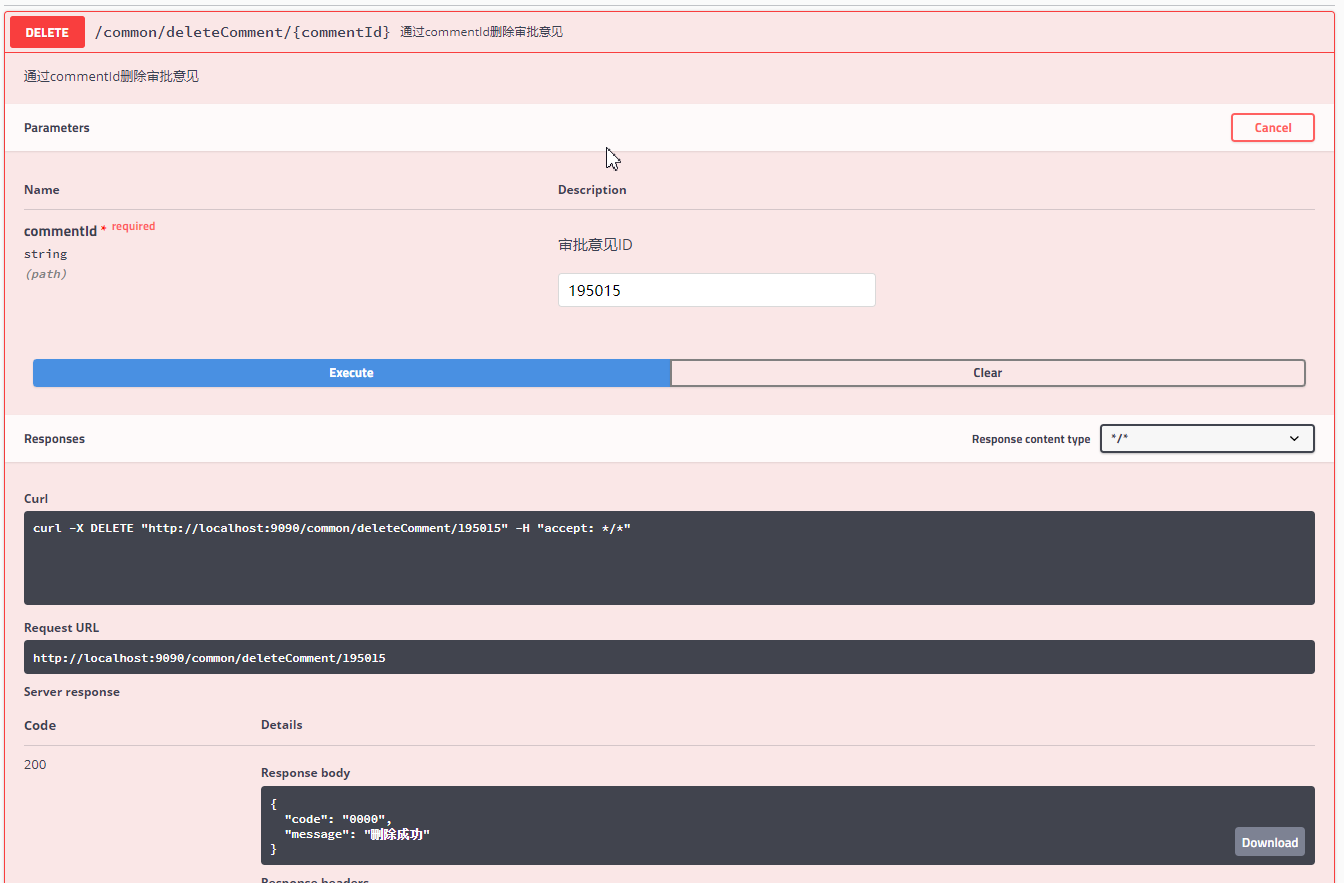 DELETE /common/deleteComment/{commentId} 通过commentId删除审批意见
通过commentId删除审批意见
Parameters Cancel
Name Description
commentId * required
string
(path)
审批意见ID
195015
Execute Clear
Responses Response content type */*
Curl
curl -X DELETE "http://localhost:9090/common/deleteComment/195015" -H "accept: */*"
Request URL
http://localhost:9090/common/deleteComment/195015
Server response
Code Details
200
Response body
{
"code": "0000",
"message": "删除成功"
}
Download
Response headers